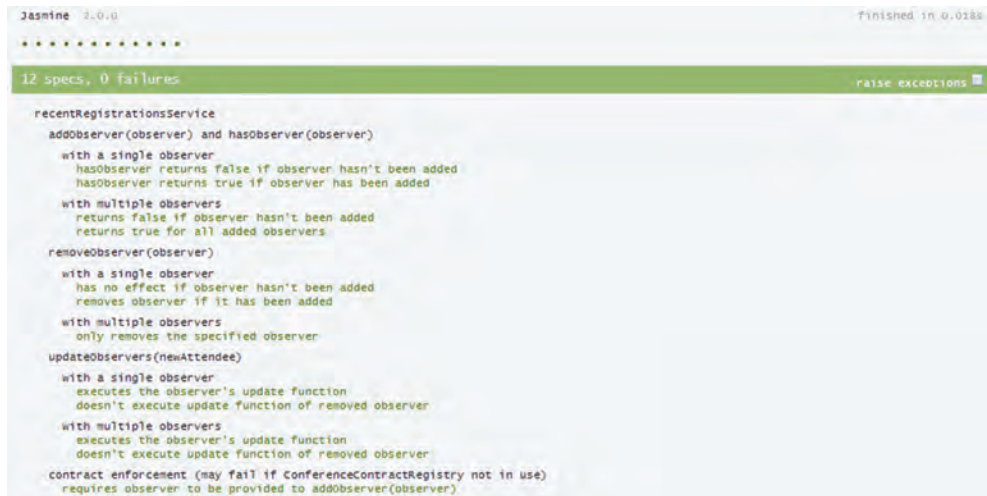 Jasmine 2.0.0
finished in 0.018s
12 specs, 0 failures
raise exceptions
recentRegistrationsService
addObserver(observer) and hasObserver(observer)
with a single observer
hasObserver returns false if observer hasn't been added
hasObserver returns true if observer has been added
with multiple observers
returns false if observer hasn't been added
returns true for all added observers
removeObserver(observer)
with a single observer
has no effect if observer hasn't been added
removes observer if it has been added
with multiple observers
only removes the specified observer
updateObservers(newAttendee)
with a single observer
executes the observer's update function
doesn't execute update function of removed observer
with multiple observers
executes the observer's update function
doesn't execute update function of removed observer
contract enforcement (may fail if ConferenceContractRegistry not in use)
requires observer to be provided to addObserver(observer)